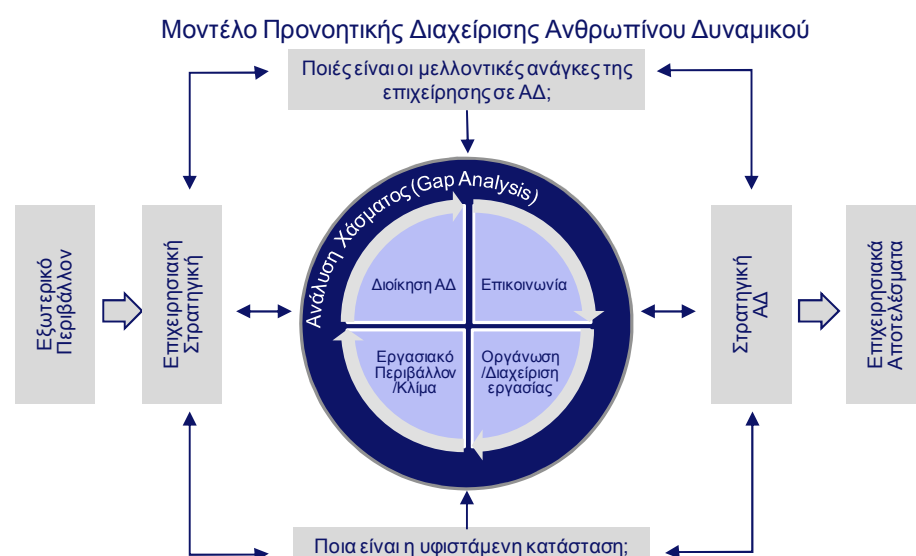 Μοντέλο Προνοητικής Διαχείρισης Ανθρωπίνου Δυναμικού
Ποιές είναι οι μελλοντικές ανάγκες της
επιχείρησης σε ΑΔ;
Ανάλυση Χάσματος (Gap Analysis)
Εξωτερικό
Περιβάλλον
Επιχειρησιακή
Στρατηγική
Διοίκηση ΑΔ
Επικοινωνία
Εργασιακό
Περιβάλλον
/Κλίμα
Οργάνωση
/Διαχείριση
εργασίας
Στρατηγική
ΑΔ
Επιχειρησιακά
Αποτελέσματα
Ποια είναι η υφιστάμενη κατάσταση;